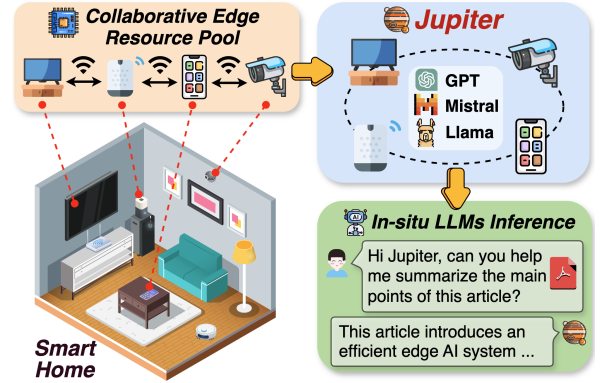 Collaborative Edge
Resource Pool
Jupiter
GPT
Mistral
Llama
In-situ LLMs Inference
Hi Jupiter, can you help
me summarize the main
points of this article?
This article introduces an
efficient edge AI system ...
Smart
Home